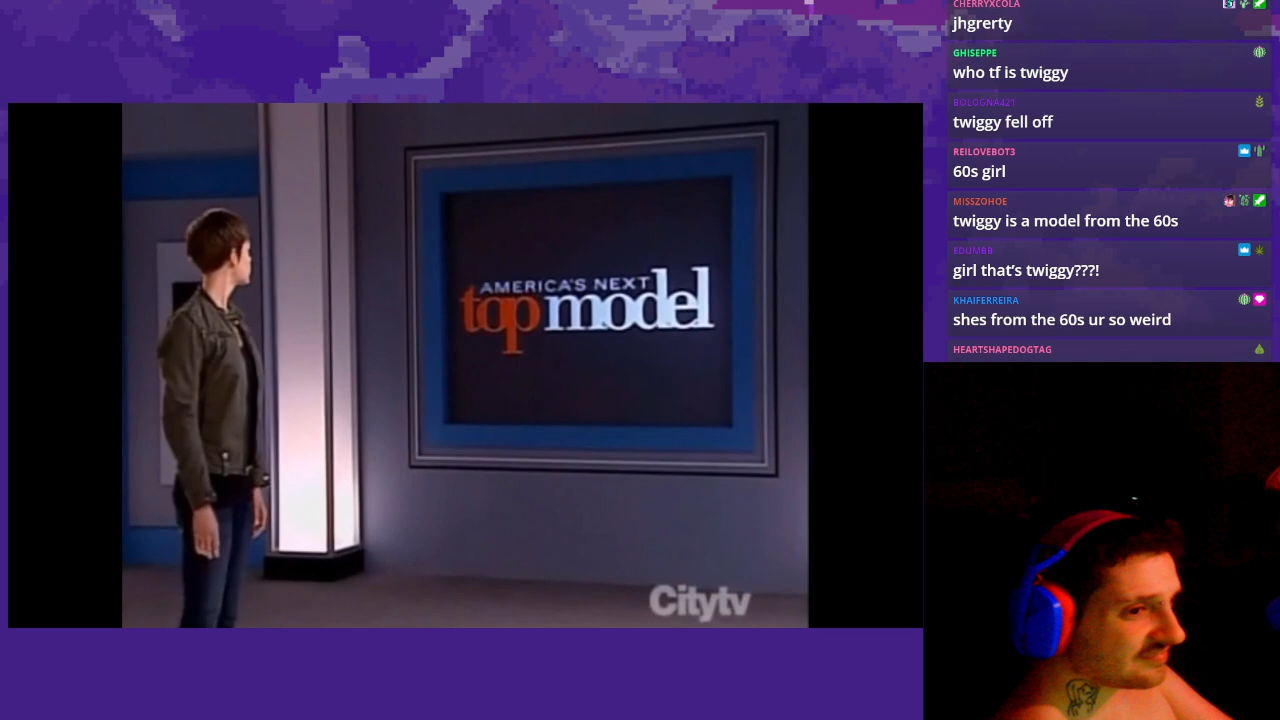 AMERICA'S NEXT
top model
Citytv
CHERRYXCOLA
jhgrerty
GHISEPPE
who tf is twiggy
BOLOGNA421
twiggy fell off
REILOVEBOT3
60s girl
MISSZOHOE
twiggy is a model from the 60s
EDUMBB
girl that's twiggy???!
KHAIFERREIRA
shes from the 60s ur so weird
HEARTSHAPEDOGTAG